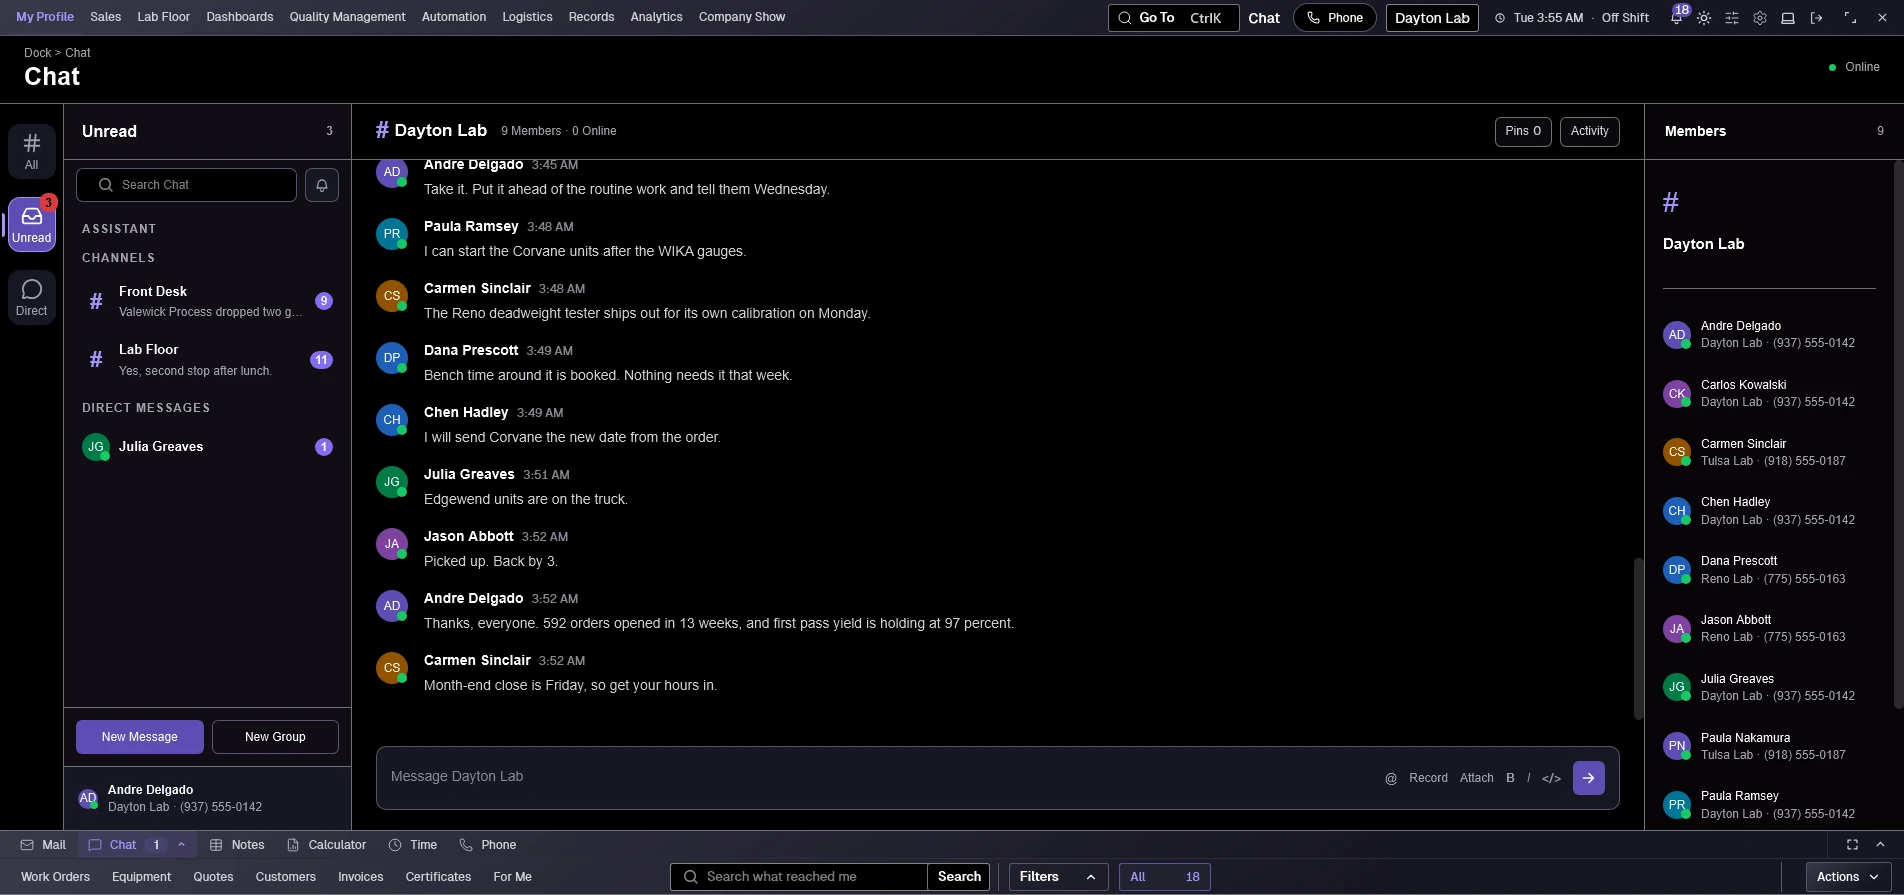 My Profile Sales Lab Floor Dashboards Quality Management Automation Logistics Records Analytics Company Show
Go To CtrlK Chat Phone Dayton Lab Tue 3:55 AM · Off Shift 18
Dock > Chat
Chat
Online
# All
3
Unread
Direct
Unread 3
Search Chat
ASSISTANT
CHANNELS
# Front Desk 9
Valewick Process dropped two g...
# Lab Floor 11
Yes, second stop after lunch.
DIRECT MESSAGES
JG Julia Greaves 1
New Message New Group
AD Andre Delgado
Dayton Lab · (937) 555-0142
# Dayton Lab 9 Members · 0 Online Pins 0 Activity
AD Andre Delgado 3:45 AM
Take it. Put it ahead of the routine work and tell them Wednesday.
PR Paula Ramsey 3:48 AM
I can start the Corvane units after the WIKA gauges.
CS Carmen Sinclair 3:48 AM
The Reno deadweight tester ships out for its own calibration on Monday.
DP Dana Prescott 3:49 AM
Bench time around it is booked. Nothing needs it that week.
CH Chen Hadley 3:49 AM
I will send Corvane the new date from the order.
JG Julia Greaves 3:51 AM
Edgewend units are on the truck.
JA Jason Abbott 3:52 AM
Picked up. Back by 3.
AD Andre Delgado 3:52 AM
Thanks, everyone. 592 orders opened in 13 weeks, and first pass yield is holding at 97 percent.
CS Carmen Sinclair 3:52 AM
Month-end close is Friday, so get your hours in.
Message Dayton Lab @ Record Attach B I </>
Members 9
#
Dayton Lab
AD Andre Delgado
Dayton Lab · (937) 555-0142
CK Carlos Kowalski
Dayton Lab · (937) 555-0142
CS Carmen Sinclair
Tulsa Lab · (918) 555-0187
CH Chen Hadley
Dayton Lab · (937) 555-0142
DP Dana Prescott
Reno Lab · (775) 555-0163
JA Jason Abbott
Reno Lab · (775) 555-0163
JG Julia Greaves
Dayton Lab · (937) 555-0142
PN Paula Nakamura
Tulsa Lab · (918) 555-0187
PR Paula Ramsey
Dayton Lab · (937) 555-0142
Mail Chat 1 Notes Calculator Time Phone
Work Orders Equipment Quotes Customers Invoices Certificates For Me Search what reached me Search Filters All 18 Actions